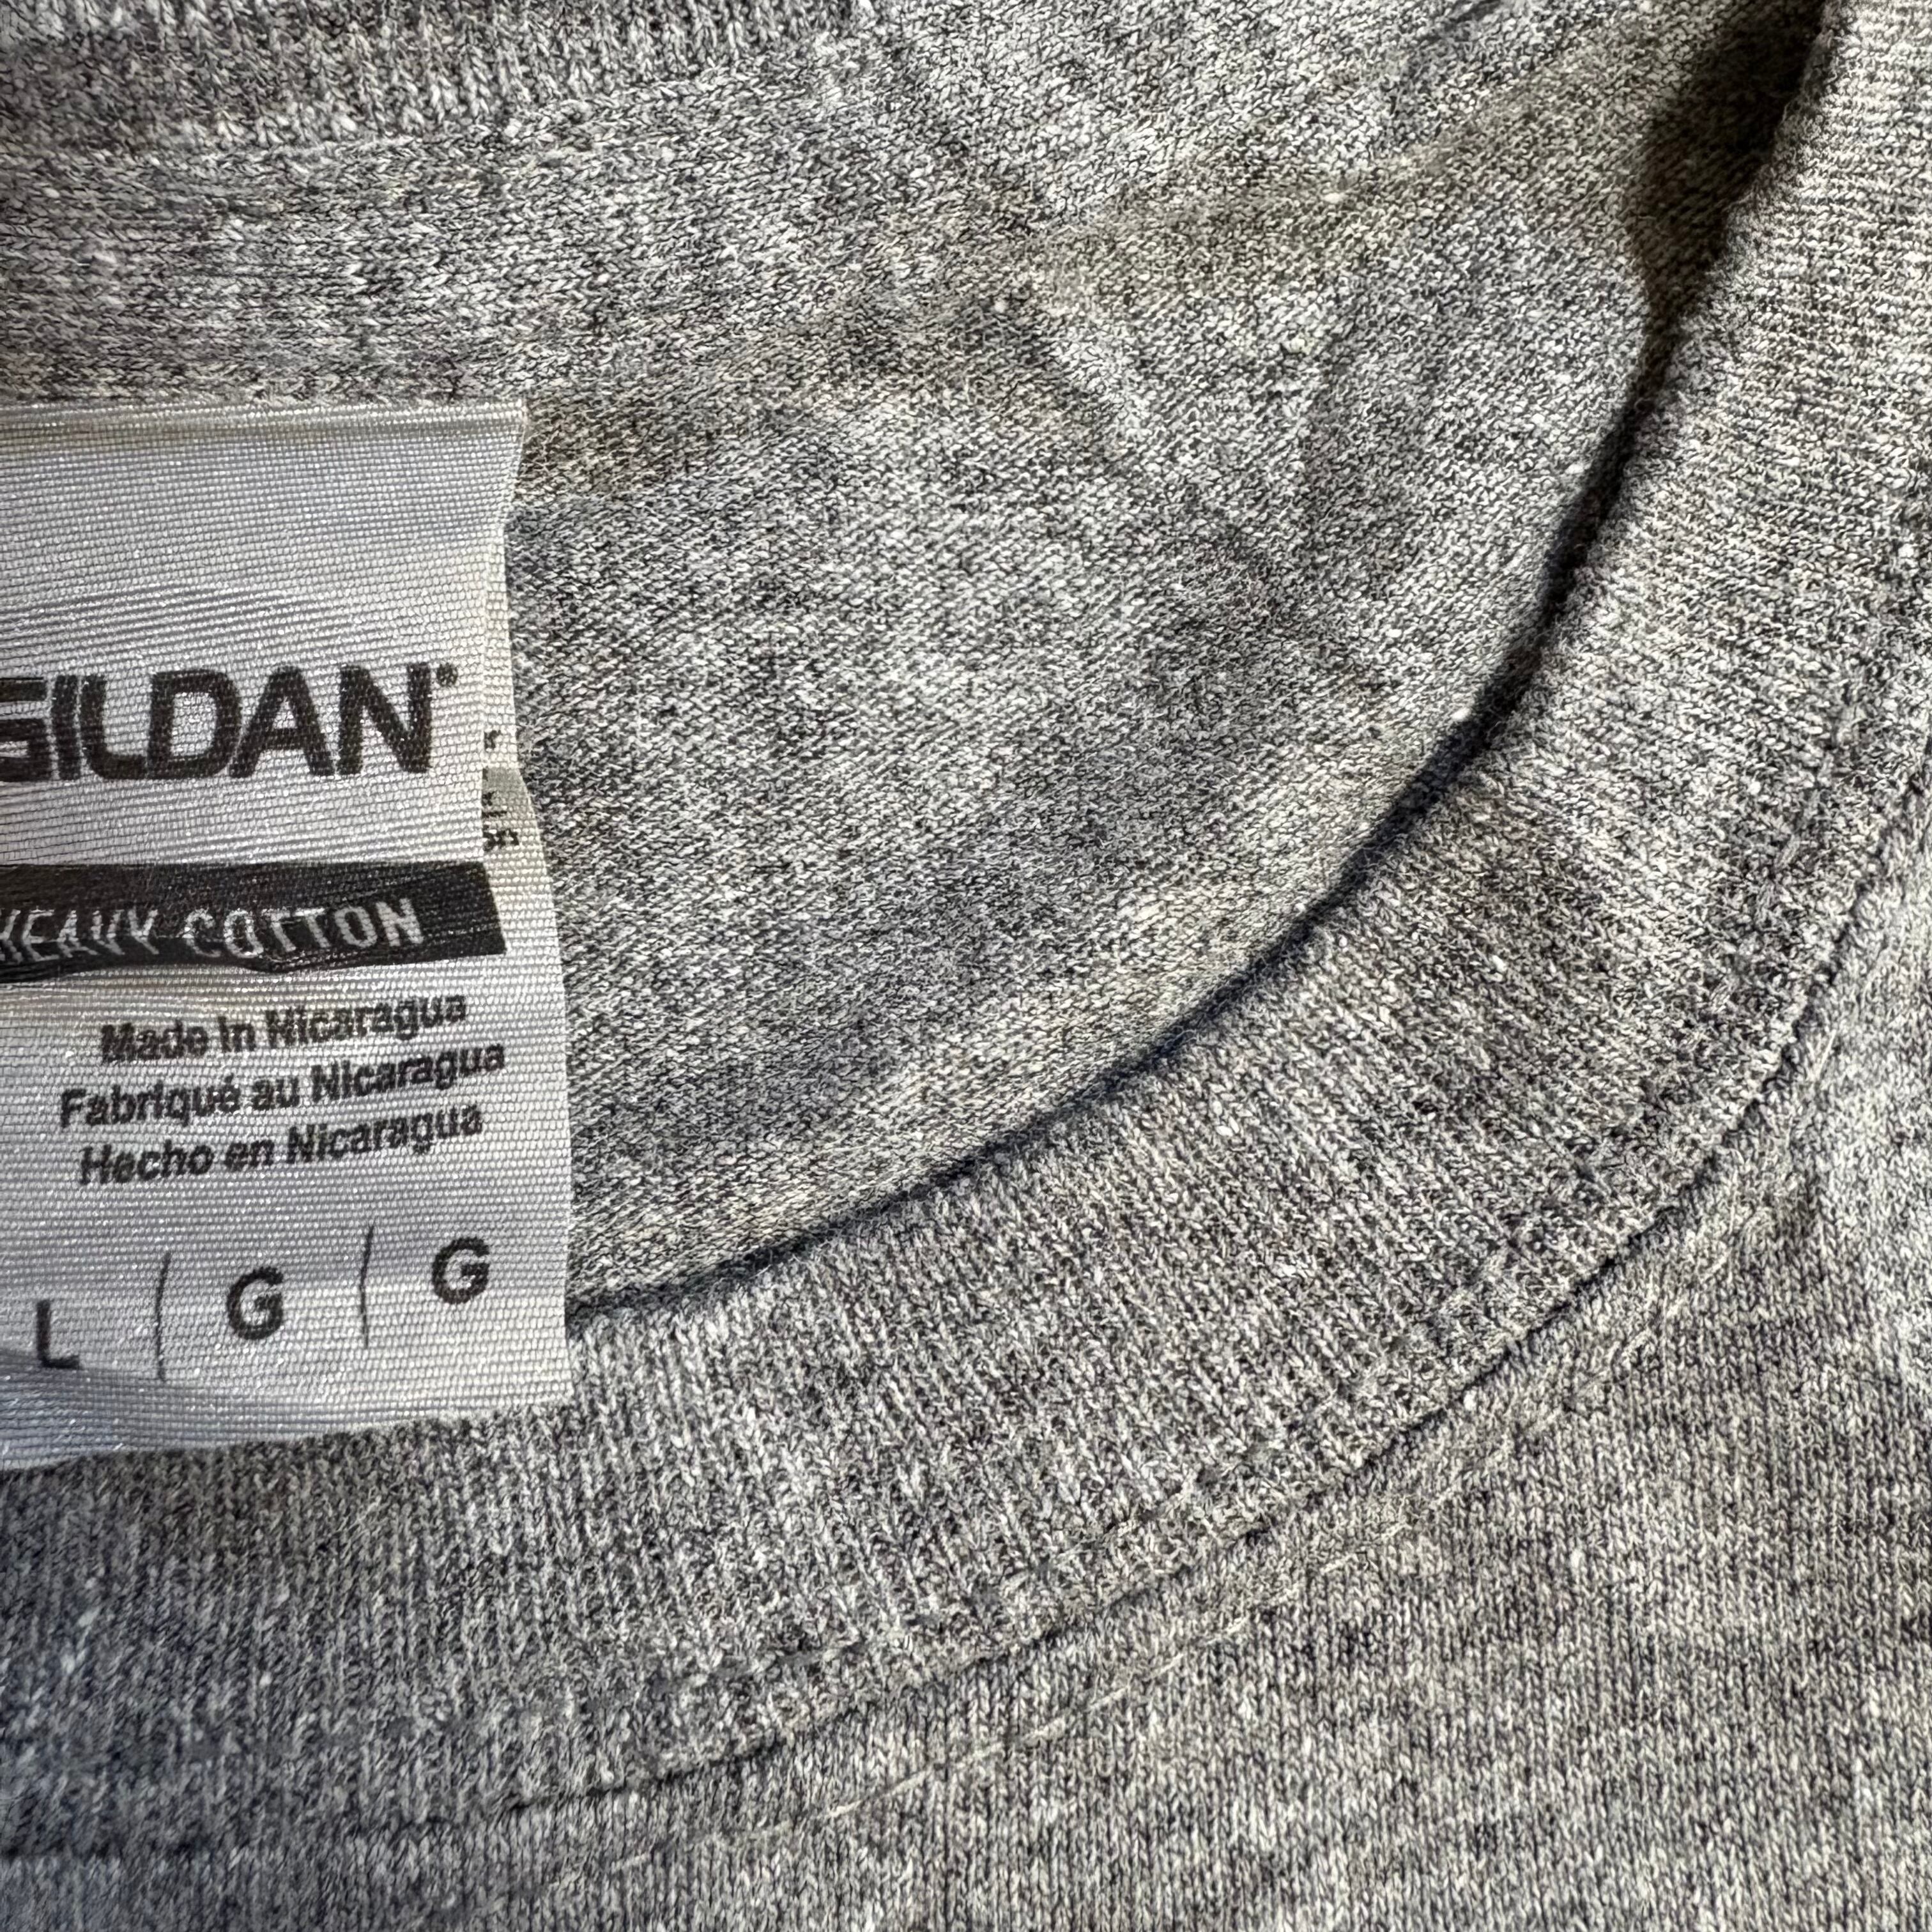 GILDAN®
HEAVY COTTON
Made in Nicaragua
Fabriqué au Nicaragua
Hecho en Nicaragua
L | G | G